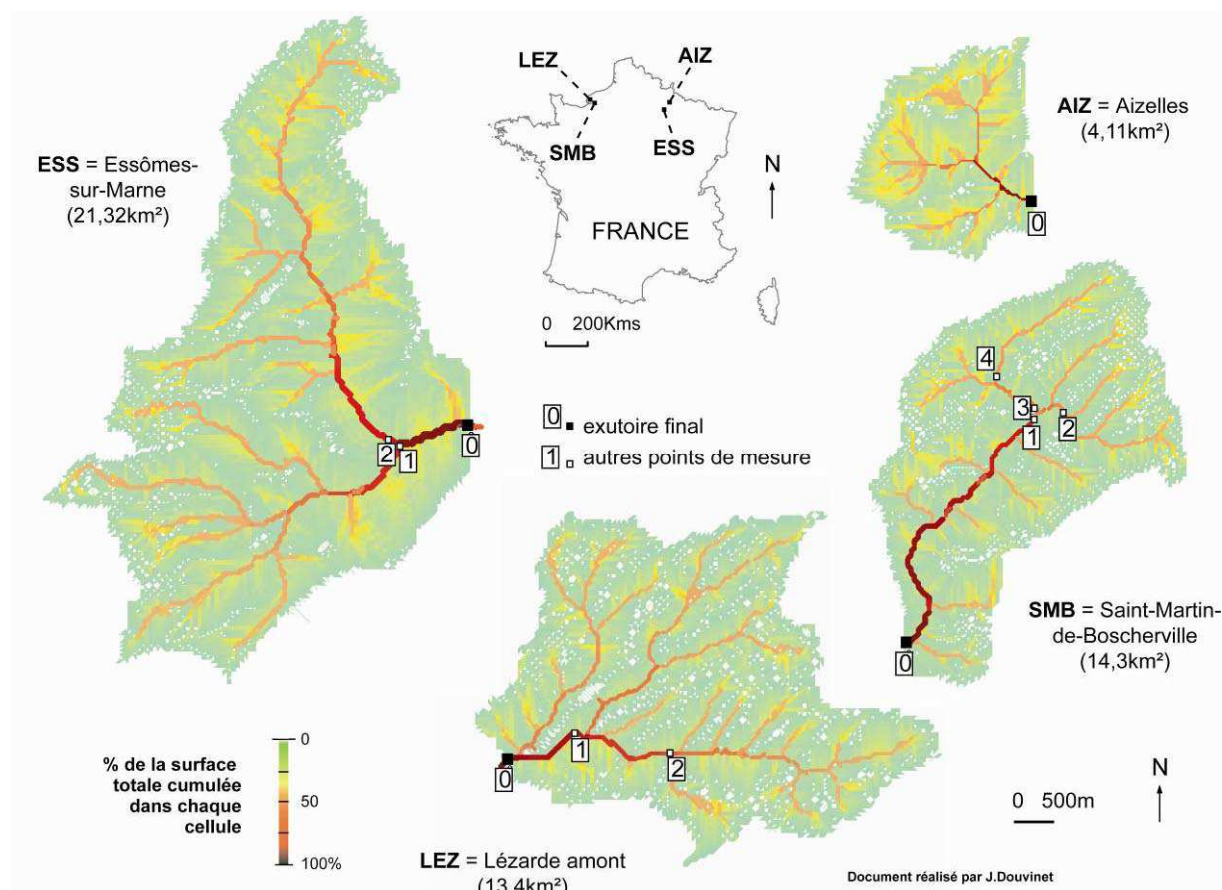 LEZ
AIZ
SMB
ESS
FRANCE
N
0 200Kms
ESS = Essômes-
sur-Marne
(21,32km²)
AIZ = Aizelles
(4,11km²)
0
0 exutoire final
1 autres points de mesure
2
1
0
4
3
1
2
0
SMB = Saint-Martin-
de-Boscherville
(14,3km²)
0
1
2
% de la surface
totale cumulée
dans chaque
cellule
0
50
100%
N
0 500m
LEZ = Lézarde amont
(13,4km²)
Document réalisé par J.Douvinet